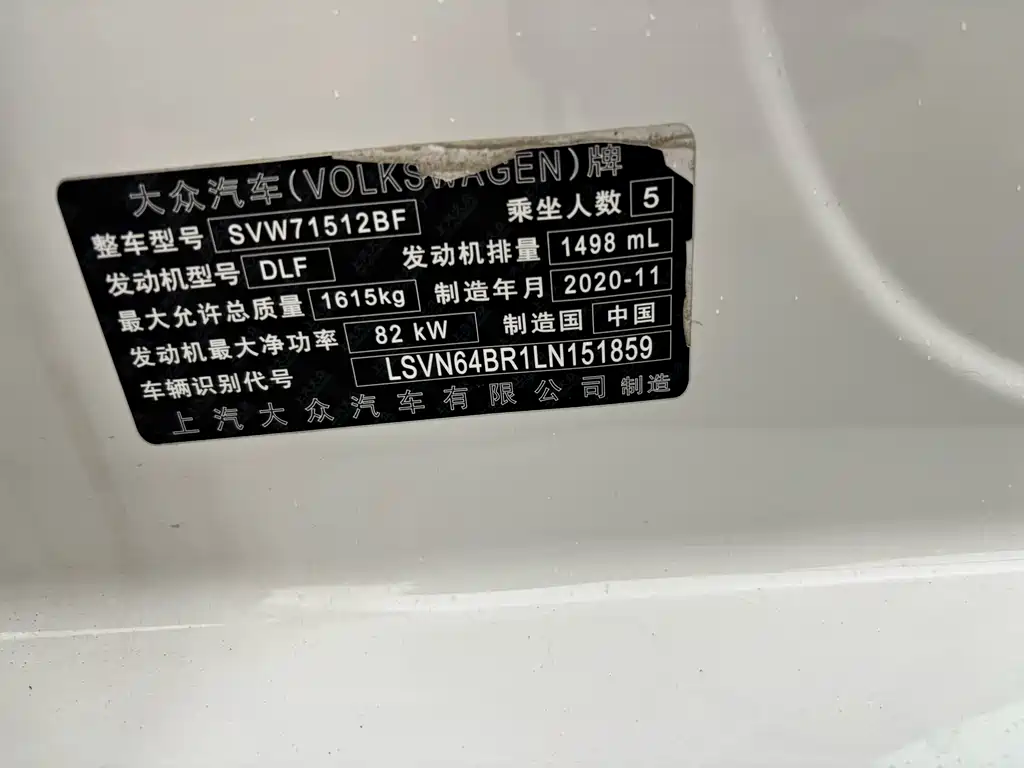 大众汽车(VOLKSWAGEN)牌
整车型号 SVW71512BF 乘坐人数 5
发动机型号 DLF 发动机排量 1498 mL
最大允许总质量 1615kg 制造年月 2020-11
发动机最大净功率 82 kW 制造国 中国
车辆识别代号 LSVN64BR1LN151859
上汽大众汽车有限公司 制造